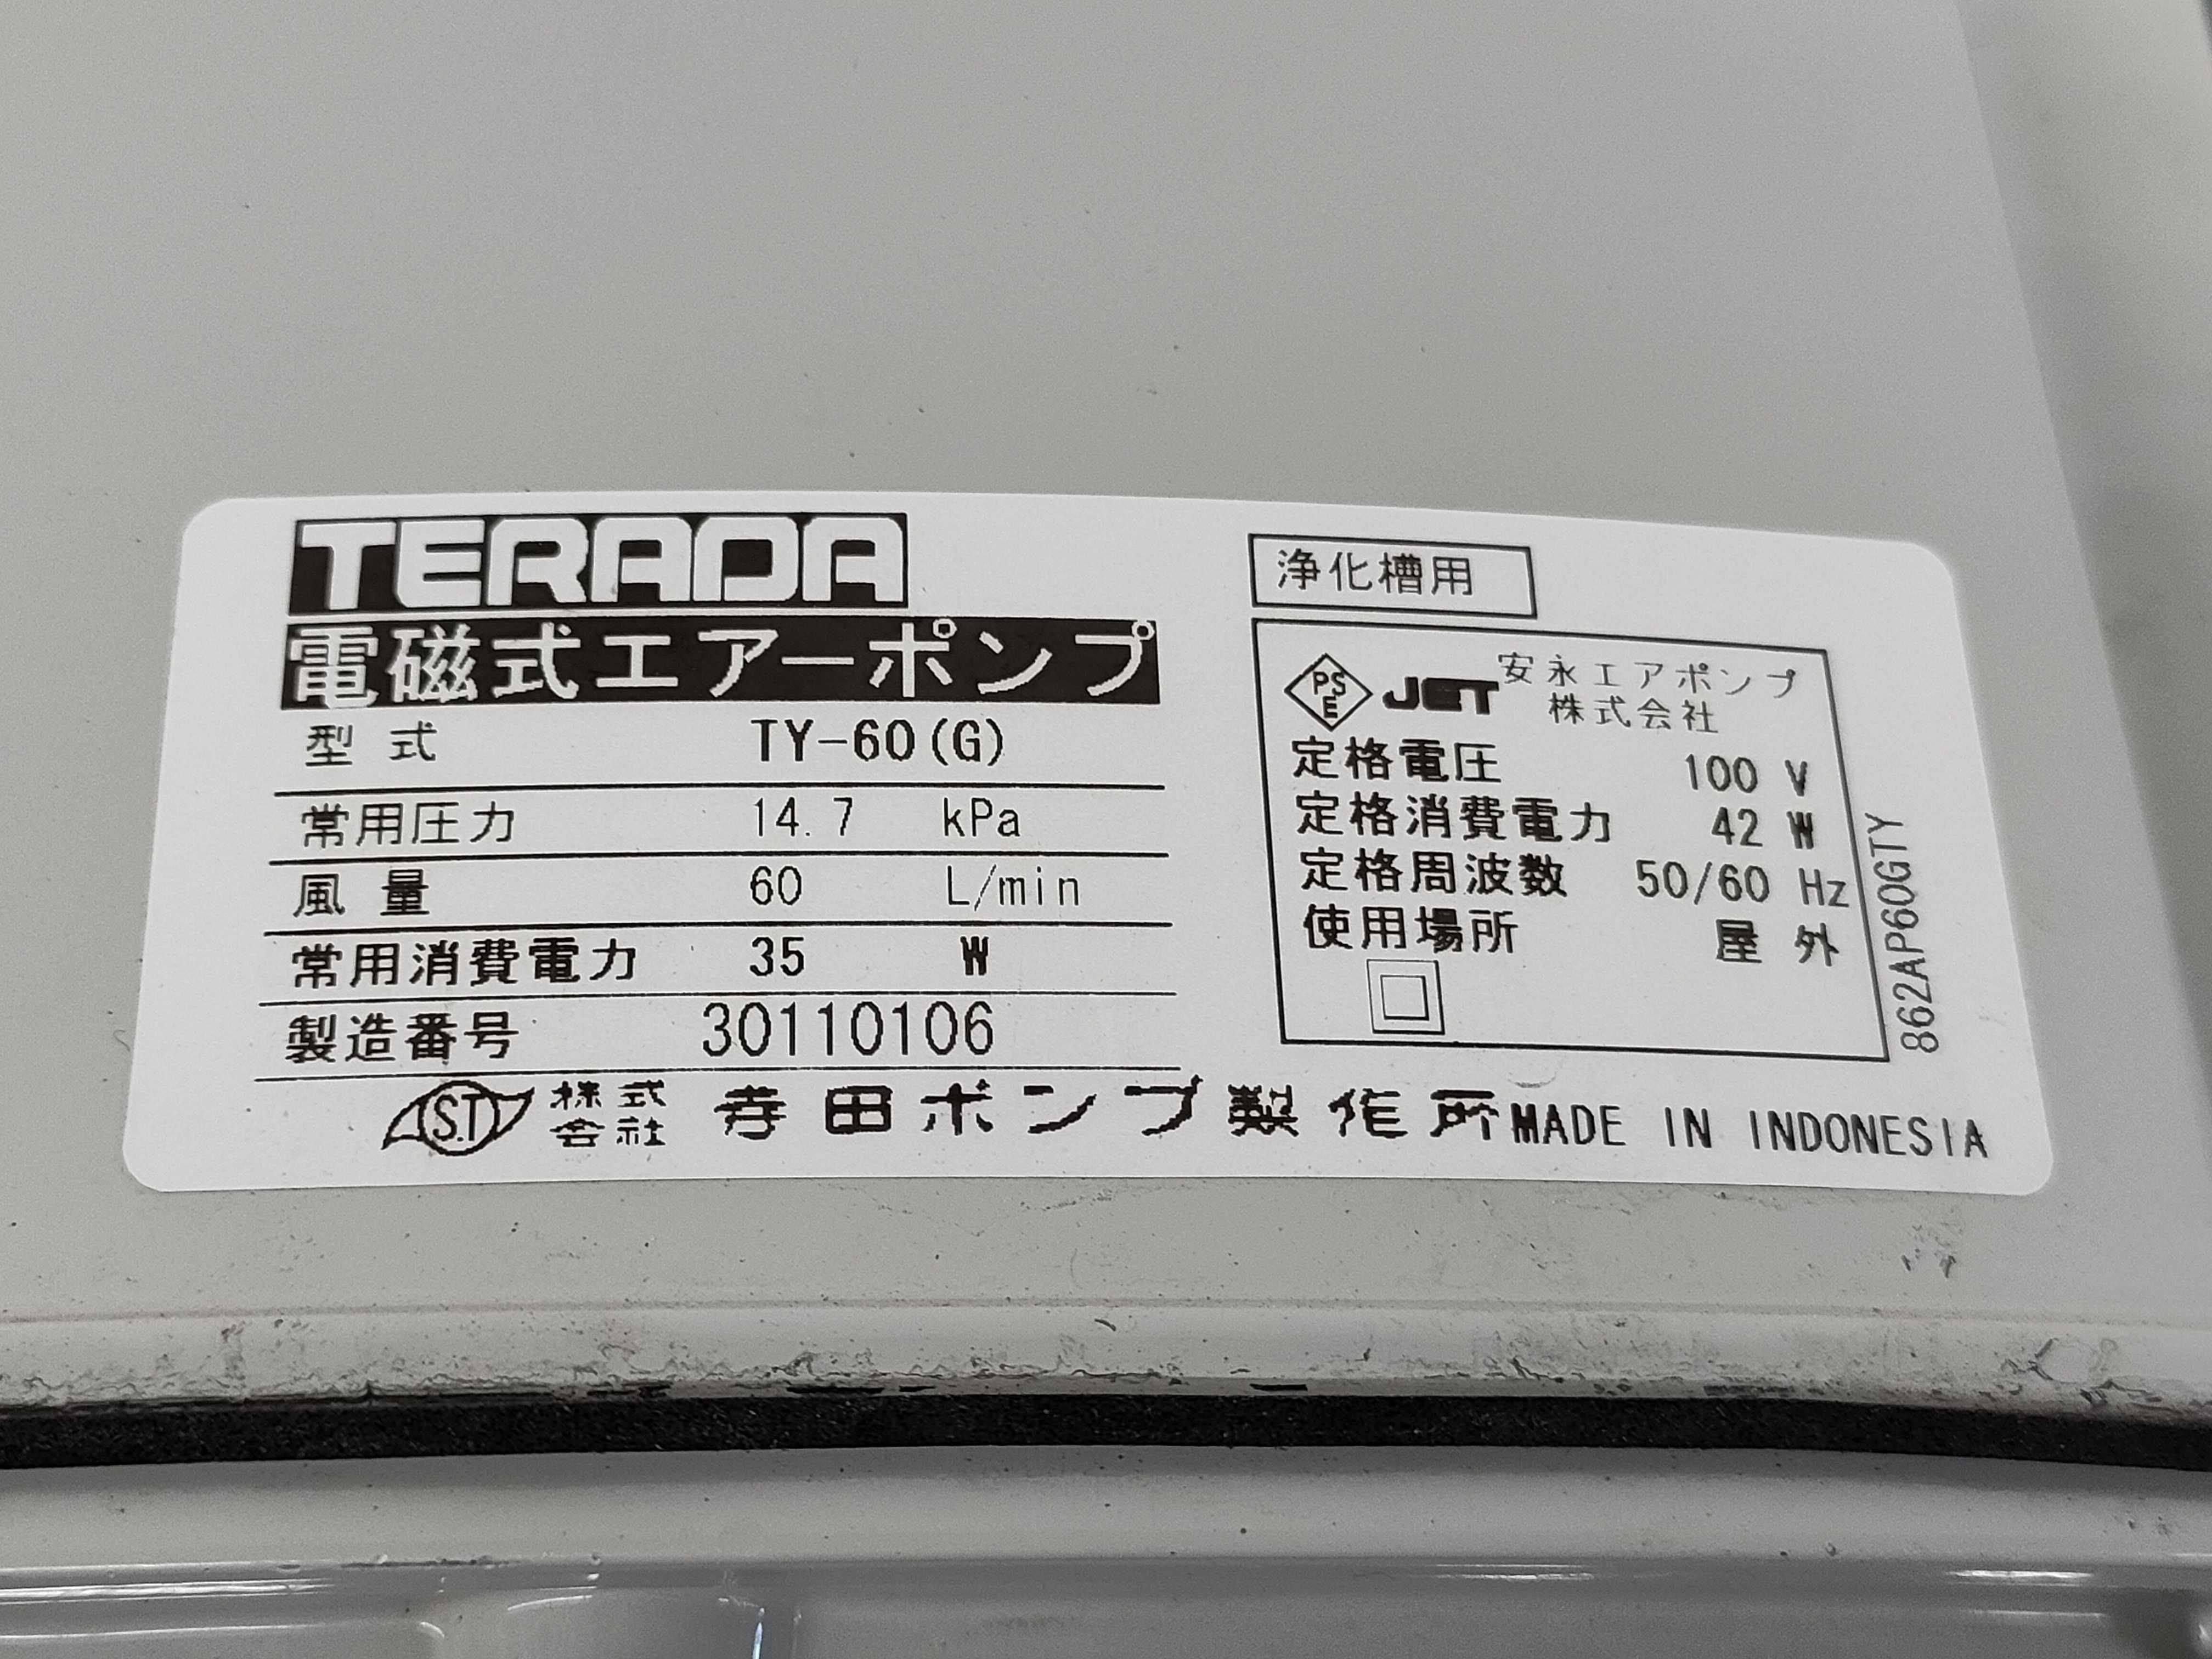 TERADA
電磁式エアーポンプ
型式 TY-60(G)
常用圧力 14.7 kPa
風量 60 L/min
常用消費電力 35 W
製造番号 30110106
浄化槽用
PSE JET 安永エアポンプ
株式会社
定格電圧 100 V
定格消費電力 42 W
定格周波数 50/60 Hz
使用場所 屋外
862AP60GTY
S.T 株式会社 寺田ポンプ製作所 MADE IN INDONESIA